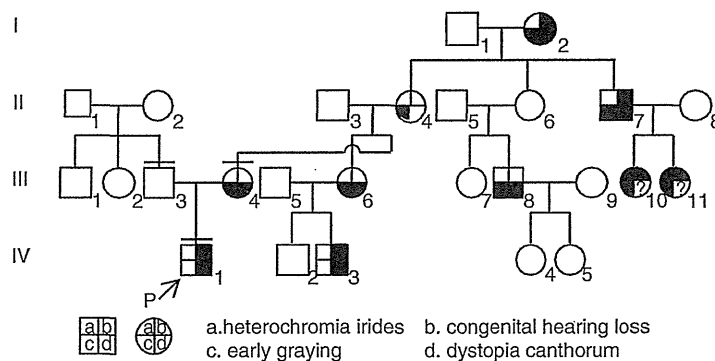 I
1 2
II
1 2 3 4 5 6 7 8
III
1 2 3 4 5 6 7 8 9 ? 10 ? 11
IV
1 2 3 4 5
P
a b a b a.heterochromia irides b. congenital hearing loss
c d c d c. early graying d. dystopia canthorum